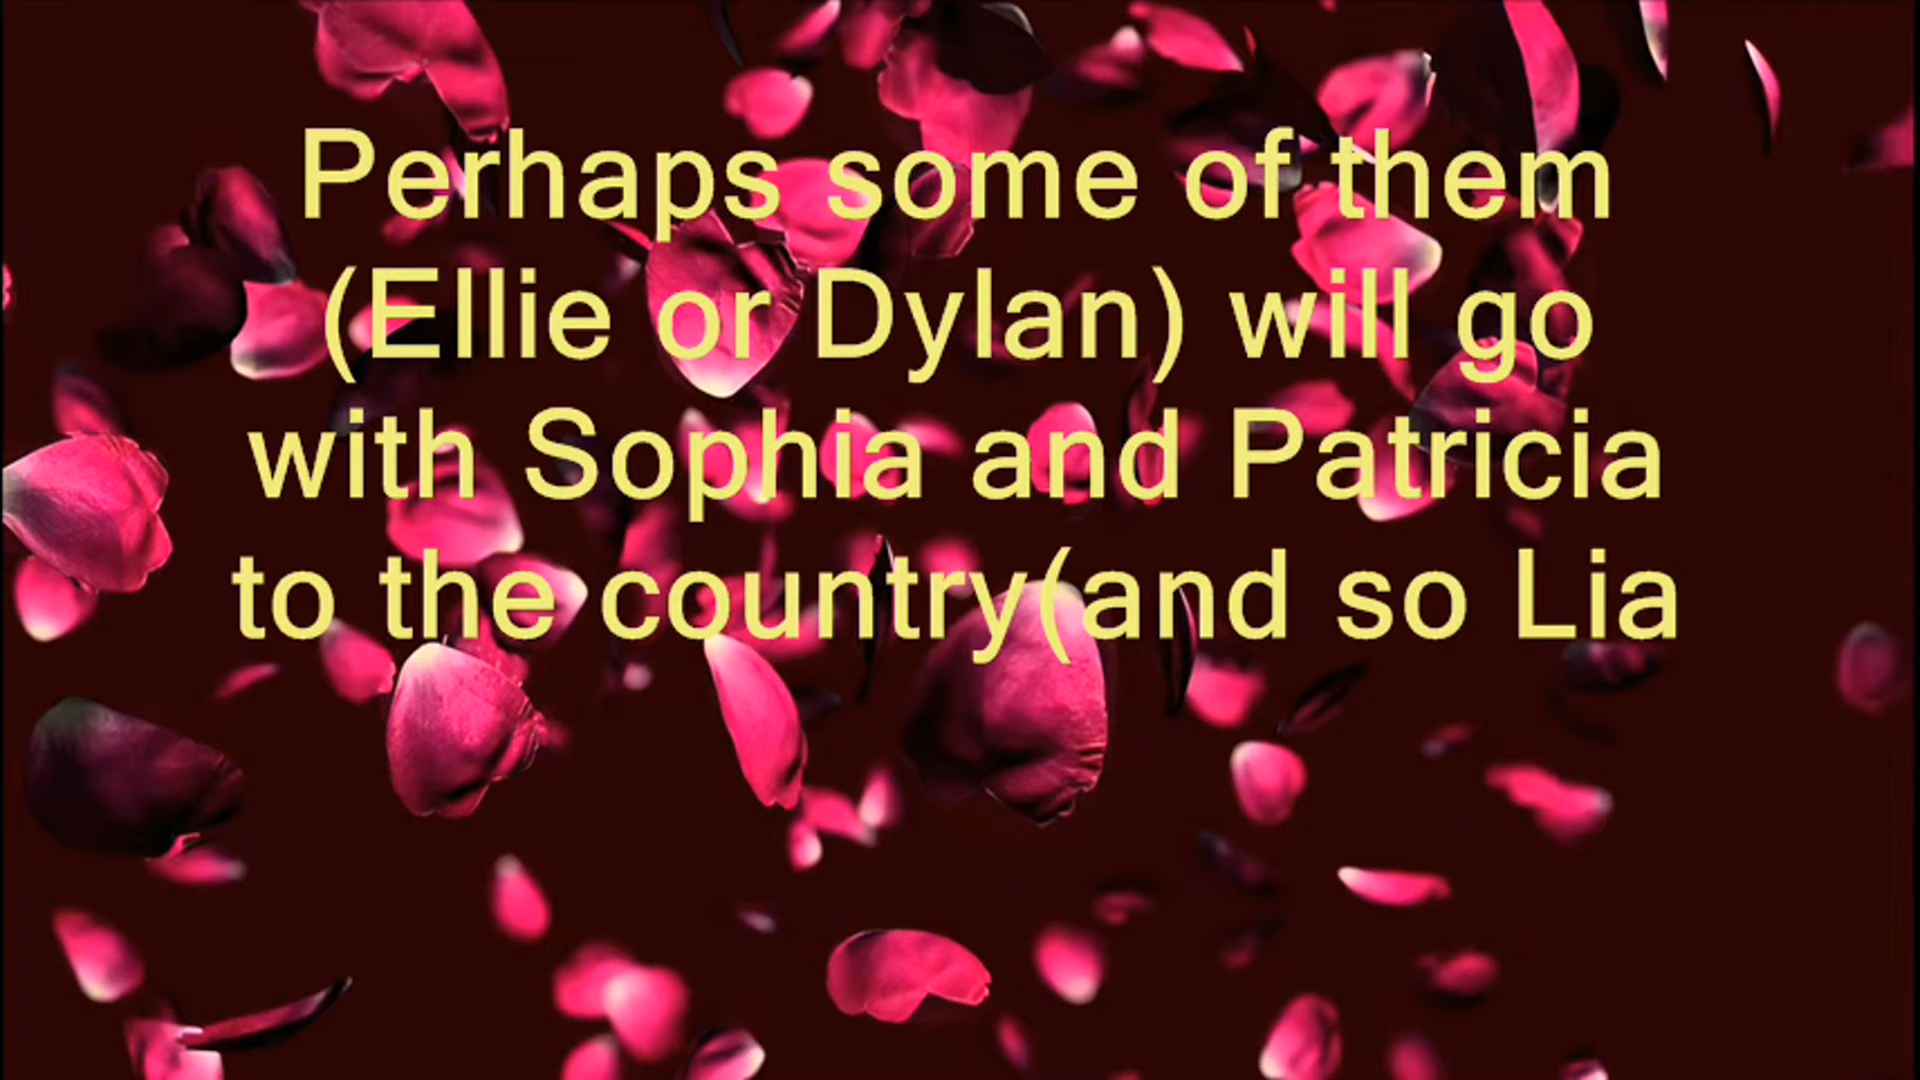 Perhaps some of them
(Ellie or Dylan) will go
with Sophia and Patricia
to the country(and so Lia